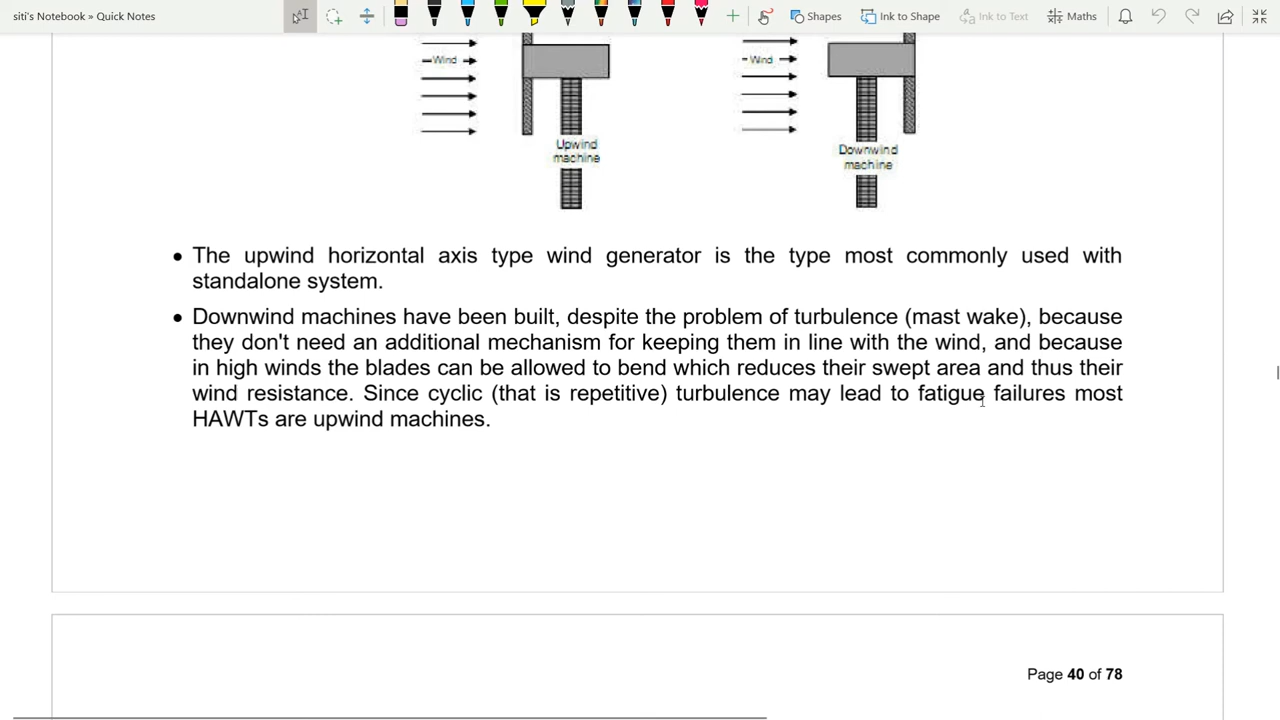 siti's Notebook » Quick Notes
Shapes
Ink to Shape
Ink to Text
Maths
Wind
Wind
Upwind
machine
Downwind
machine
• The upwind horizontal axis type wind generator is the type most commonly used with
standalone system.
• Downwind machines have been built, despite the problem of turbulence (mast wake), because
they don't need an additional mechanism for keeping them in line with the wind, and because
in high winds the blades can be allowed to bend which reduces their swept area and thus their
wind resistance. Since cyclic (that is repetitive) turbulence may lead to fatigue failures most
HAWTs are upwind machines.
Page 40 of 78